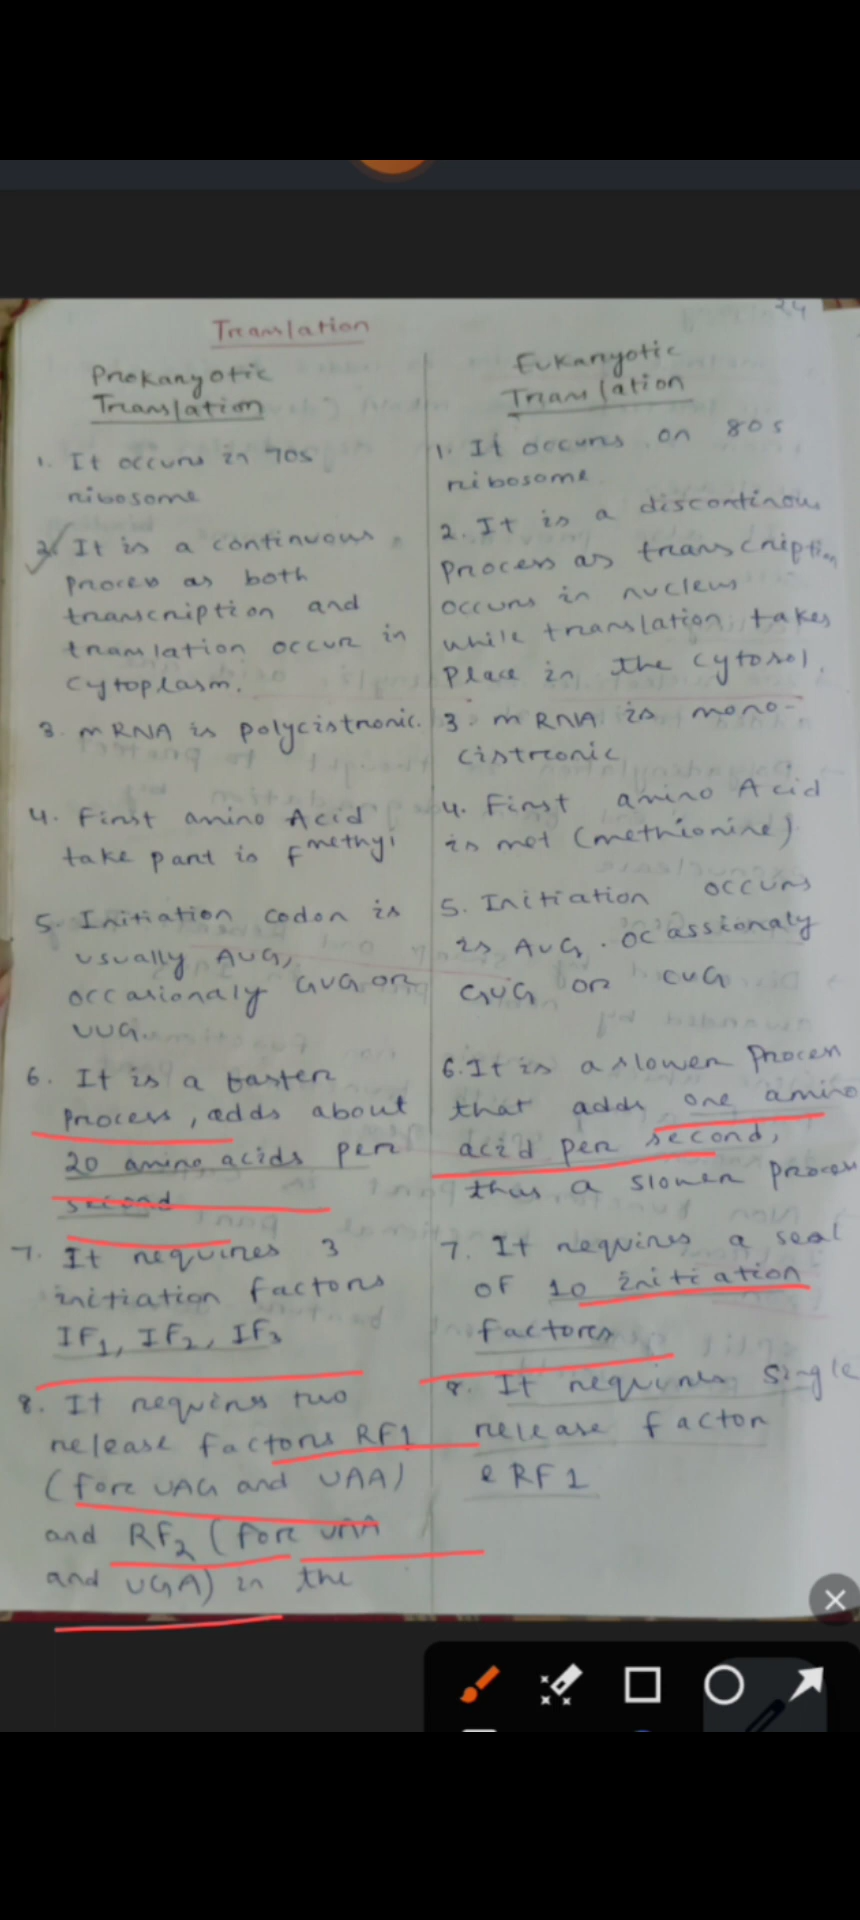 24
Translation
Prokaryotic
Translation
1. It occurs in 70s
ribosome
2. It is a continuous
process as both
transcription and
translation occur in
cytoplasm.
3. mRNA is polycistronic.
4. First amino Acid
take part is fmethyi
5. Initiation codon is
usually AUG,
occasionaly GUG or
UUG.
6. It is a faster
process, adds about
20 amino acids per
second
7. It requires 3
initiation factors
IF1, IF2, IF3
8. It requires two
release factors RF1
(for UAG and UAA)
and RF2 (for UAA
and UGA) in the
Eukaryotic
Translation
1. It occurs on 80s
ribosome
2. It is a discontinous
process as transcription
occurs in nucleus
while translation takes
place in the cytosol.
3. mRNA is mono-
cistronic
4. First amino Acid
is met (methionine)
5. Initiation occurs
is AUG. occassionaly
GUG or CUG
6. It is a slower process
that adds one amino
acid per second,
thus a slower process
7. It requires a seal
of 10 initiation
factors
8. It requires single
release factor
eRF1